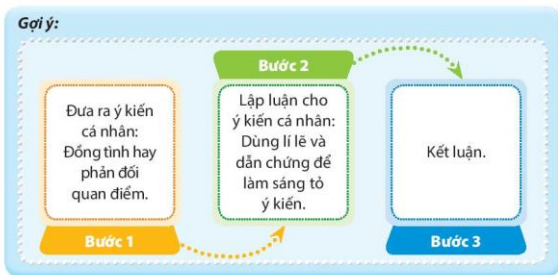 Gợi ý:
Đưa ra ý kiến
cá nhân:
Đồng tình hay
phản đối
quan điểm.
Bước 1
Bước 2
Lập luận cho
ý kiến cá nhân:
Dùng lí lẽ và
dẫn chứng để
làm sáng tỏ
ý kiến.
Kết luận.
Bước 3